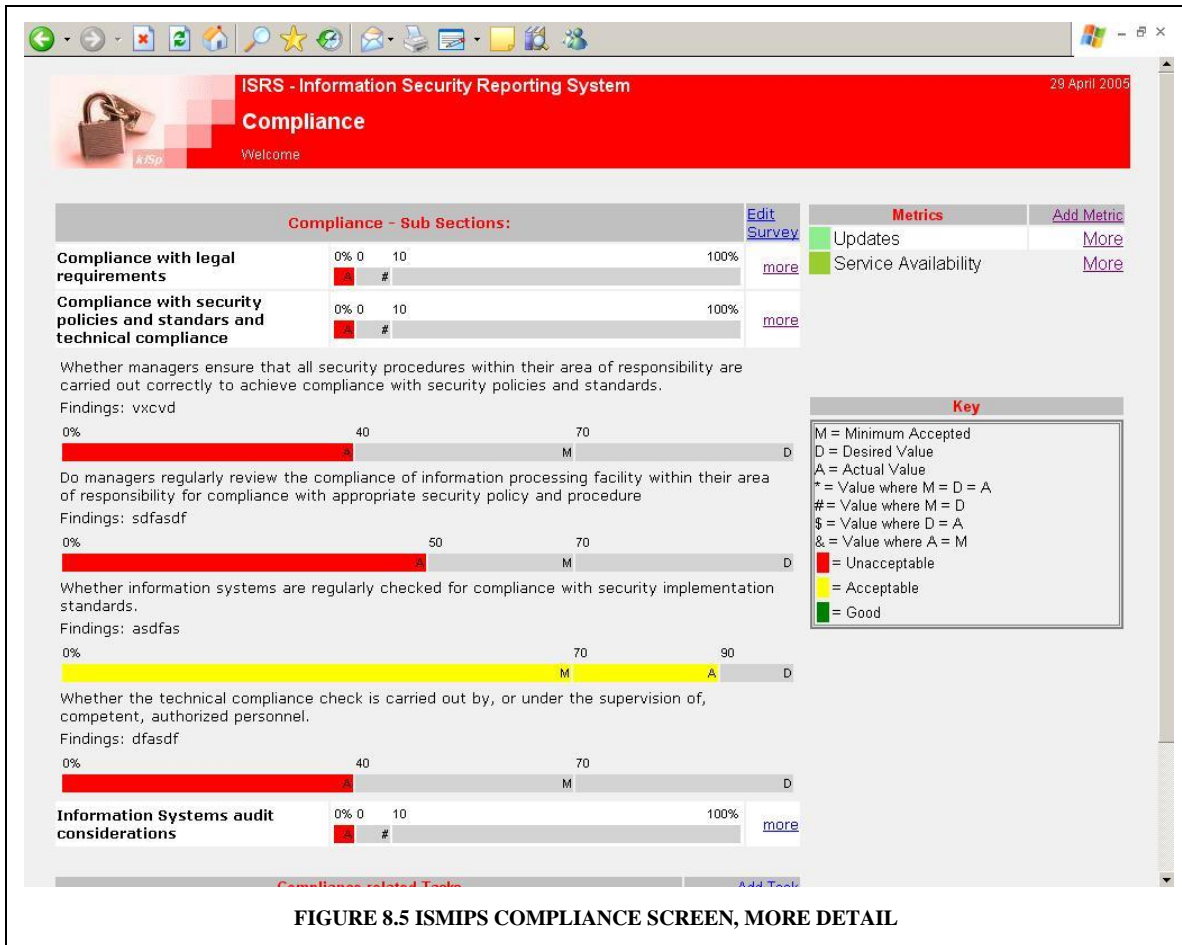 ISRS - Information Security Reporting System
29 April 2005
Compliance
Welcome
kfSp
Compliance - Sub Sections:
Edit
Survey
Compliance with legal
requirements
0% 0 10 100%
A #
more
Compliance with security
policies and standars and
technical compliance
0% 0 10 100%
A #
more
Whether managers ensure that all security procedures within their area of responsibility are
carried out correctly to achieve compliance with security policies and standards.
Findings: vxcvd
0% 40 70
A M D
Do managers regularly review the compliance of information processing facility within their area
of responsibility for compliance with appropriate security policy and procedure
Findings: sdfasdf
0% 50 70
A M D
Whether information systems are regularly checked for compliance with security implementation
standards.
Findings: asdfas
0% 70 90
M A D
Whether the technical compliance check is carried out by, or under the supervision of,
competent, authorized personnel.
Findings: dfasdf
0% 40 70
A M D
Information Systems audit
considerations
0% 0 10 100%
A #
more
Compliance related Tasks
Add Task
Metrics
Add Metric
Updates More
Service Availability More
Key
M = Minimum Accepted
D = Desired Value
A = Actual Value
* = Value where M = D = A
# = Value where M = D
$ = Value where D = A
& = Value where A = M
= Unacceptable
= Acceptable
= Good
FIGURE 8.5 ISMIPS COMPLIANCE SCREEN, MORE DETAIL